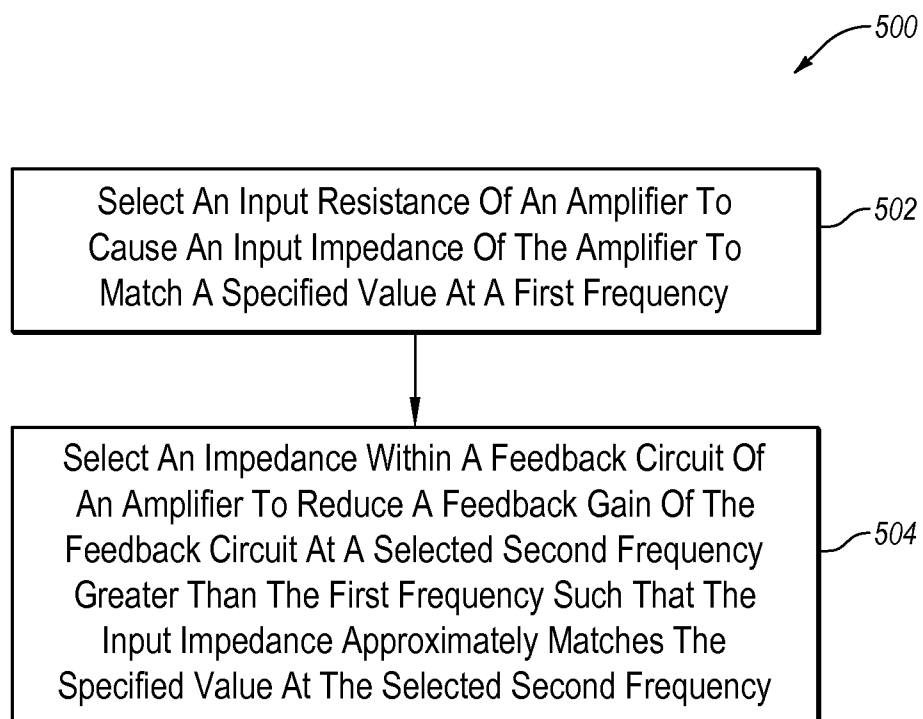 500
Select An Input Resistance Of An Amplifier To
Cause An Input Impedance Of The Amplifier To
Match A Specified Value At A First Frequency
502
Select An Impedance Within A Feedback Circuit Of
An Amplifier To Reduce A Feedback Gain Of The
Feedback Circuit At A Selected Second Frequency
Greater Than The First Frequency Such That The
Input Impedance Approximately Matches The
Specified Value At The Selected Second Frequency
504